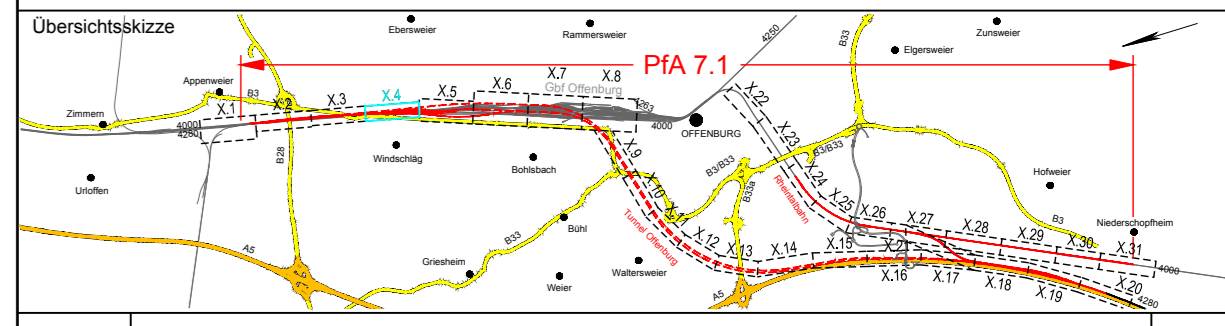 Übersichtsskizze
Ebersweier
Rammersweier
4250
B33
Zunsweier
Elgersweier
PfA 7.1
Appenweier
B3
X.1
X.2
X.3
X.4
X.5
X.6
X.7
X.8
Gbf Offenburg
4263
Zimmern
4000
4280
4000
OFFENBURG
X.22
X.23
X.24
X.25
B3/B33
B3/B33
B33a
Rheintalbahn
Windschläg
Bohlsbach
B28
Urloffen
X.9
X.10
X.11
X.12
X.13
X.14
X.15
X.21
X.16
X.17
X.18
X.19
X.20
X.26
X.27
X.28
X.29
X.30
X.31
Hofweier
B3
Niederschopfheim
4000
4280
Tunnel Offenburg
Bühl
B33
A5
Griesheim
Weier
Waltersweier
A5